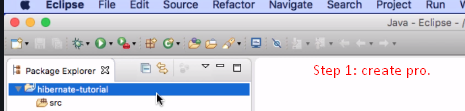 Eclipse File Edit Source Refactor Navigate Search Project Run
Java - Eclipse - /
Package Explorer
Step 1: create pro.
hibernate-tutorial
src